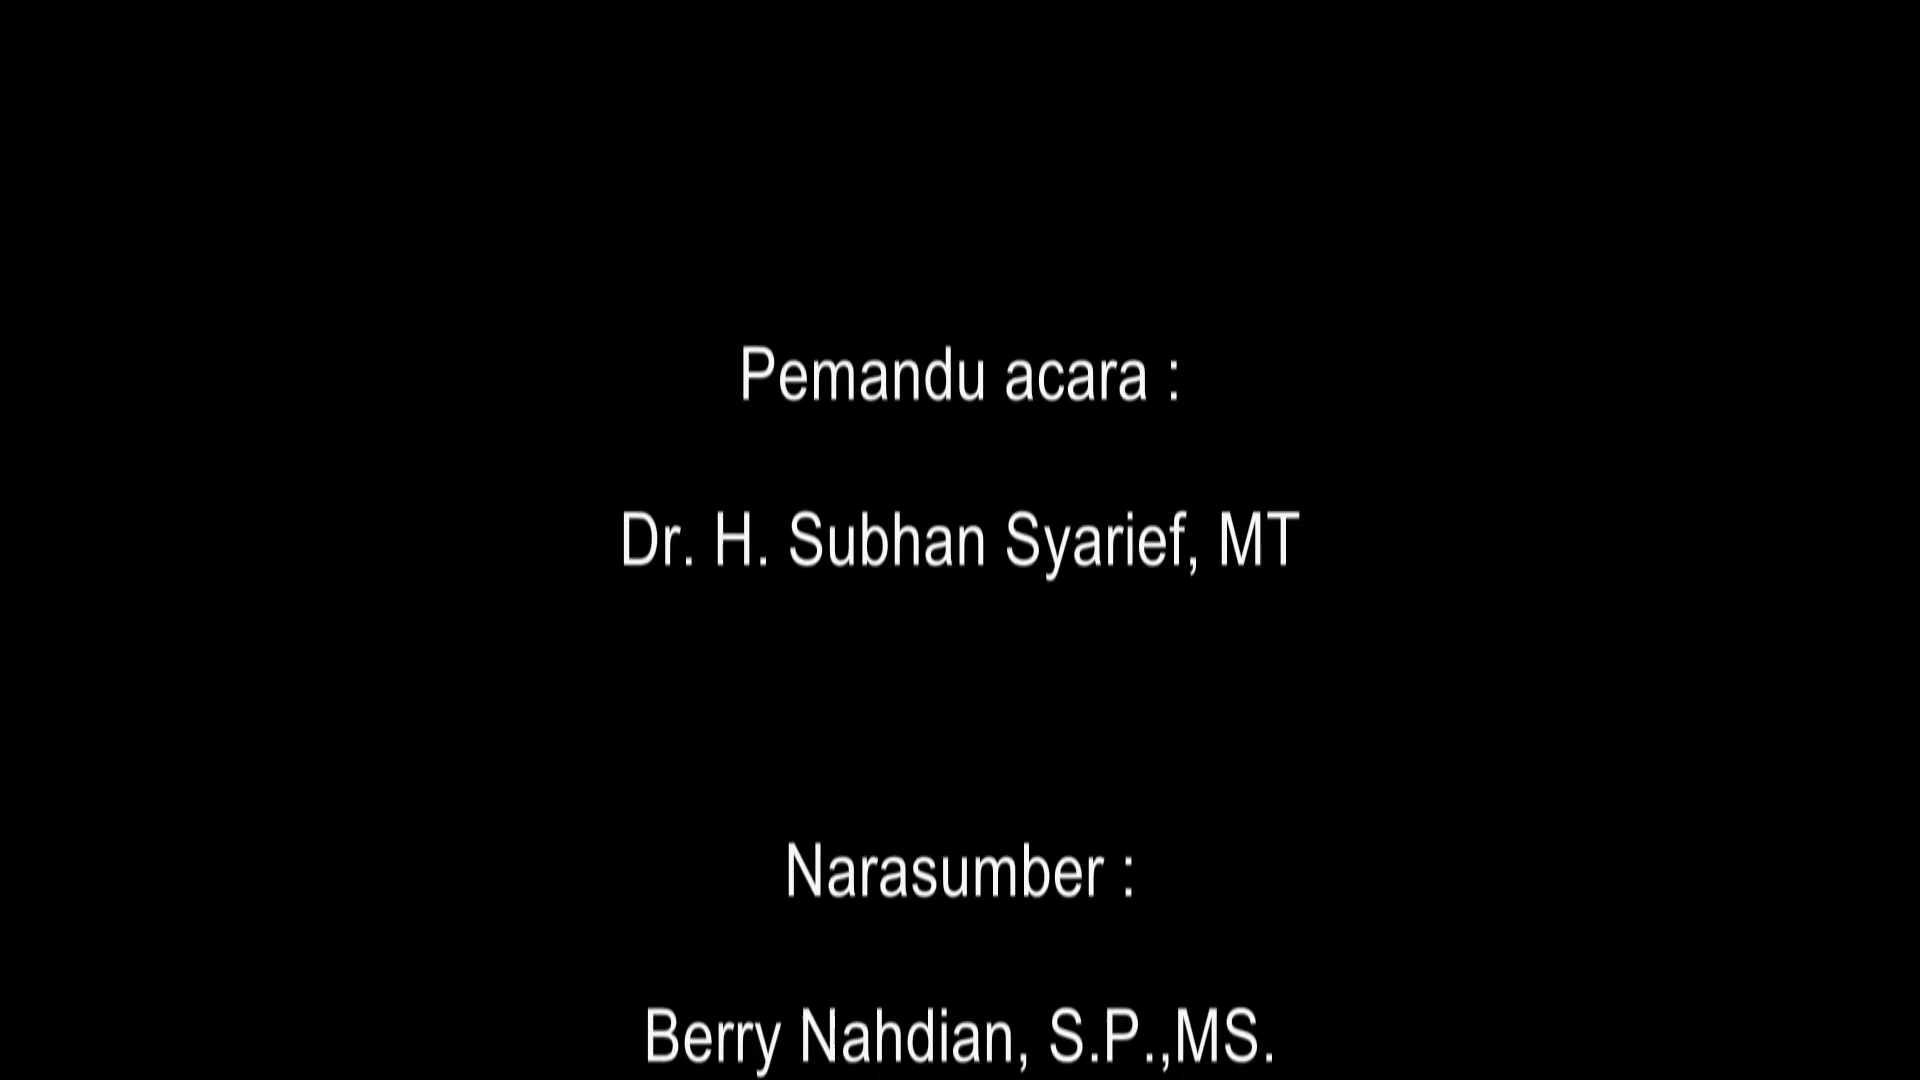 Pemandu acara :
Dr. H. Subhan Syarief, MT
Narasumber :
Berry Nahdian, S.P.,MS.